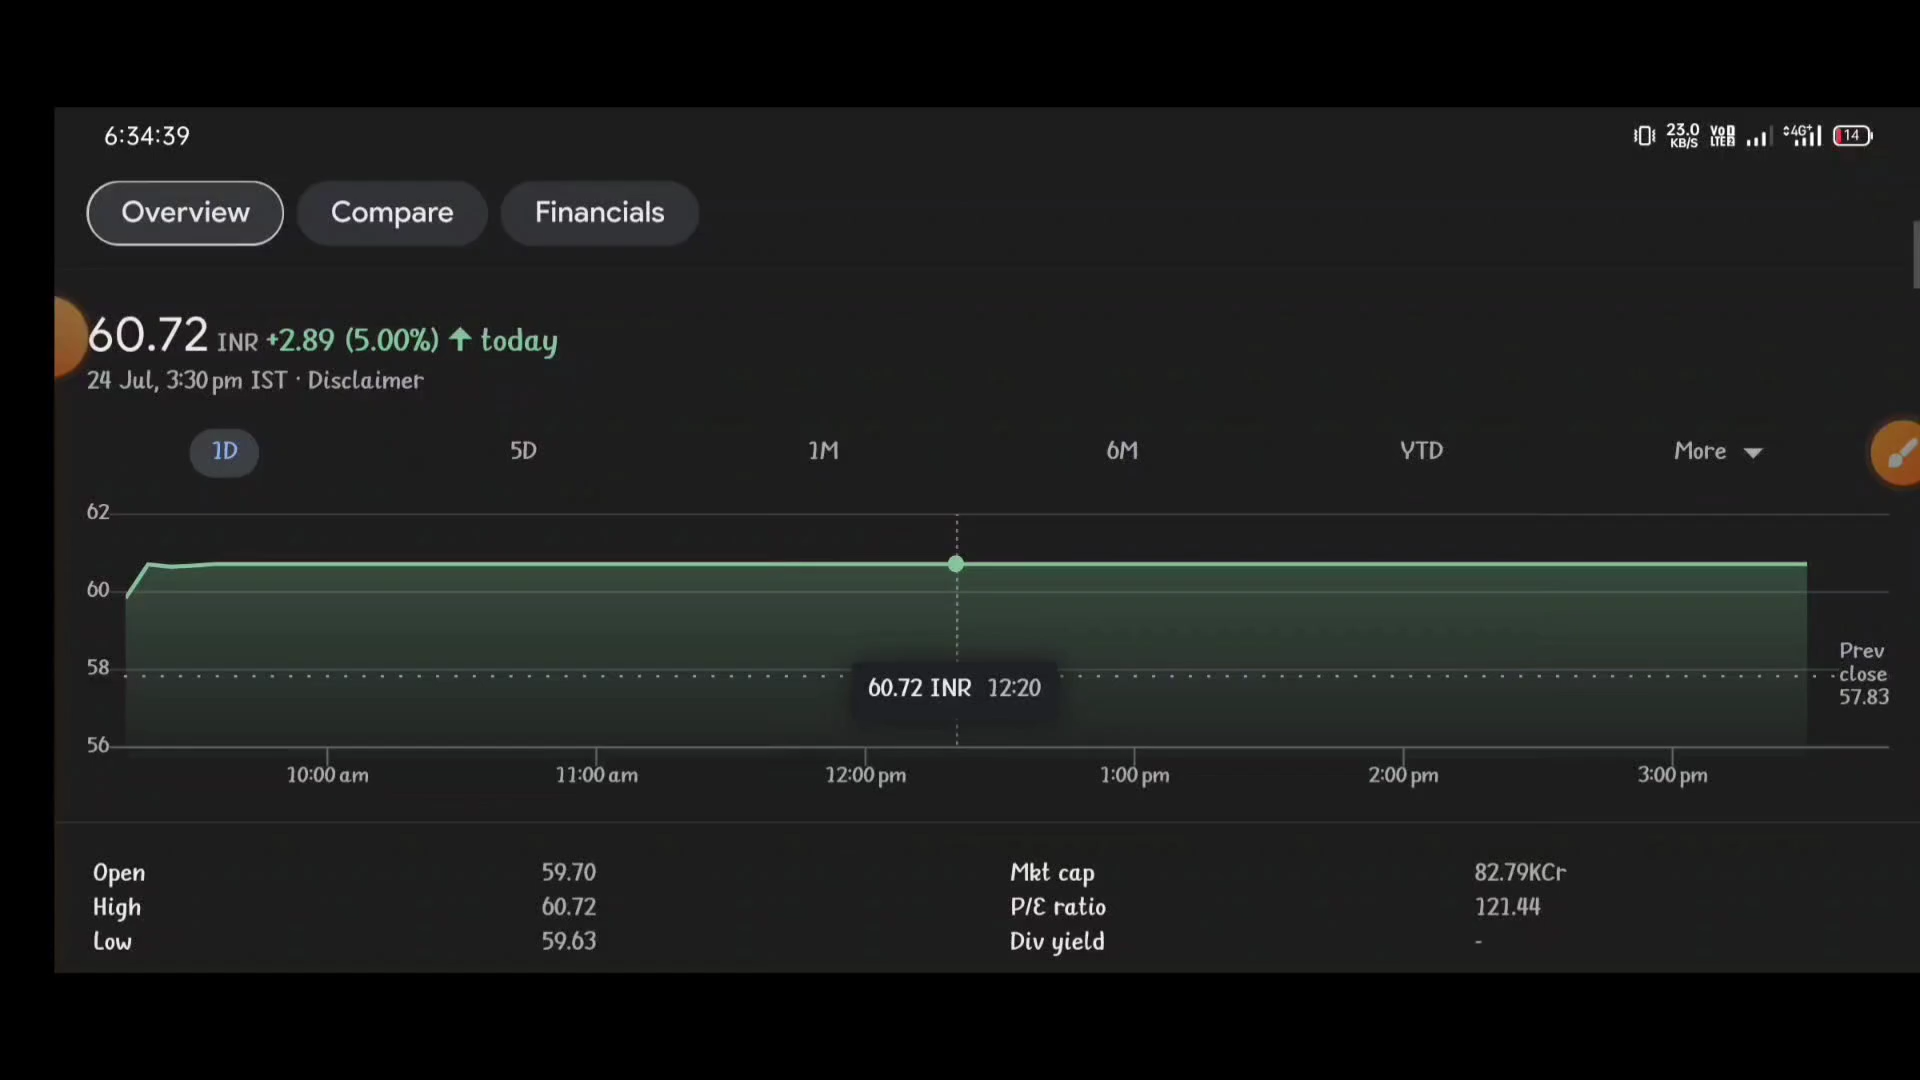 6:34:39
23.0 KB/S VoD LTE2 4G+ 14
Overview Compare Financials
60.72 INR +2.89 (5.00%) ↑ today
24 Jul, 3:30 pm IST · Disclaimer
1D 5D 1M 6M YTD More
62
60
58
56
60.72 INR 12:20
Prev
close
57.83
10:00 am 11:00 am 12:00 pm 1:00 pm 2:00 pm 3:00 pm
Open 59.70 Mkt cap 82.79KCr
High 60.72 P/E ratio 121.44
Low 59.63 Div yield -